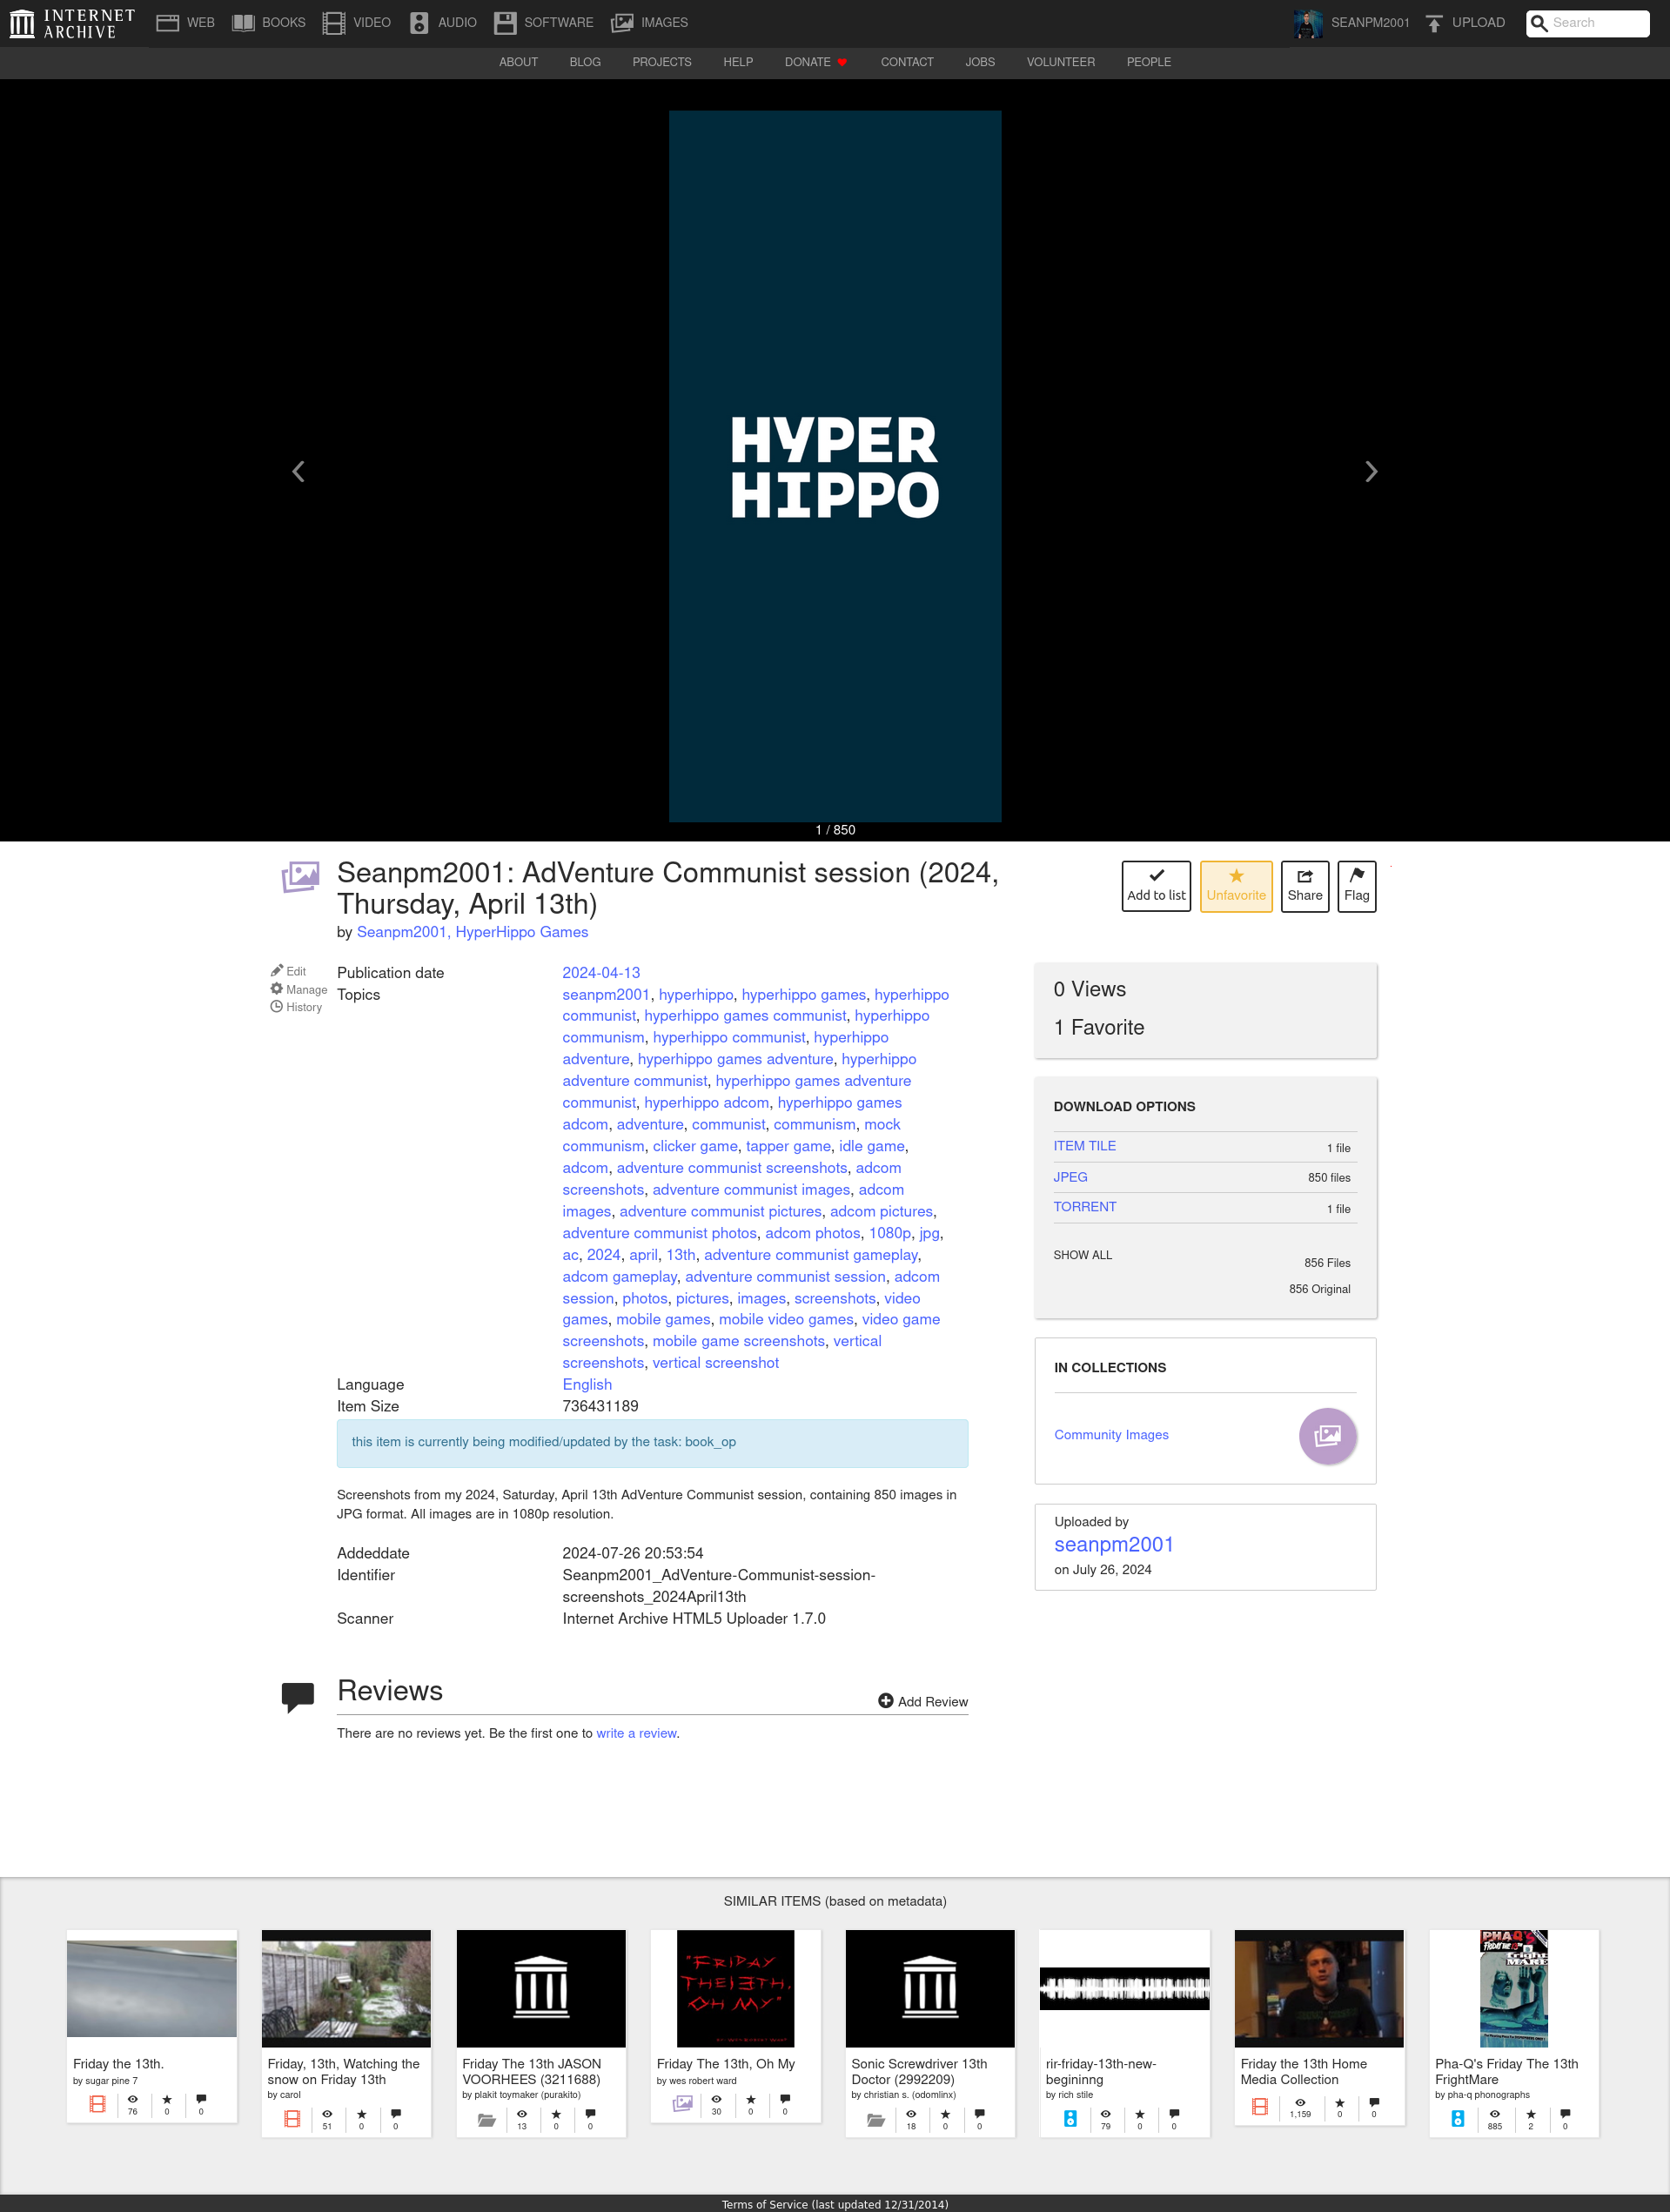 INTERNET
ARCHIVE
WEB
BOOKS
VIDEO
AUDIO
SOFTWARE
IMAGES
SEANPM2001
UPLOAD
Search
ABOUT
BLOG
PROJECTS
HELP
DONATE
CONTACT
JOBS
VOLUNTEER
PEOPLE
HYPER
HIPPO
1 / 850
Seanpm2001: AdVenture Communist session (2024,
Thursday, April 13th)
by Seanpm2001, HyperHippo Games
Add to list
Unfavorite
Share
Flag
Edit
Manage
History
Publication date 2024-04-13
Topics seanpm2001, hyperhippo, hyperhippo games, hyperhippo
communist, hyperhippo games communist, hyperhippo
communism, hyperhippo communist, hyperhippo
adventure, hyperhippo games adventure, hyperhippo
adventure communist, hyperhippo games adventure
communist, hyperhippo adcom, hyperhippo games
adcom, adventure, communist, communism, mock
communism, clicker game, tapper game, idle game,
adcom, adventure communist screenshots, adcom
screenshots, adventure communist images, adcom
images, adventure communist pictures, adcom pictures,
adventure communist photos, adcom photos, 1080p, jpg,
ac, 2024, april, 13th, adventure communist gameplay,
adcom gameplay, adventure communist session, adcom
session, photos, pictures, images, screenshots, video
games, mobile games, mobile video games, video game
screenshots, mobile game screenshots, vertical
screenshots, vertical screenshot
Language English
Item Size 736431189
this item is currently being modified/updated by the task: book_op
Screenshots from my 2024, Saturday, April 13th AdVenture Communist session, containing 850 images in
JPG format. All images are in 1080p resolution.
Addeddate 2024-07-26 20:53:54
Identifier Seanpm2001_AdVenture-Communist-session-
screenshots_2024April13th
Scanner Internet Archive HTML5 Uploader 1.7.0
Reviews
Add Review
There are no reviews yet. Be the first one to write a review.
0 Views
1 Favorite
DOWNLOAD OPTIONS
ITEM TILE 1 file
JPEG 850 files
TORRENT 1 file
SHOW ALL 856 Files
856 Original
IN COLLECTIONS
Community Images
Uploaded by
seanpm2001
on July 26, 2024
SIMILAR ITEMS (based on metadata)
Friday the 13th.
by sugar pine 7
76 0 0
Friday, 13th, Watching the
snow on Friday 13th
by carol
51 0 0
Friday The 13th JASON
VOORHEES (3211688)
by plakit toymaker (purakito)
13 0 0
"FRIDAY
THE13TH,
OH MY"
Friday The 13th, Oh My
by wes robert ward
30 0 0
Sonic Screwdriver 13th
Doctor (2992209)
by christian s. (odomlinx)
18 0 0
rir-friday-13th-new-
begininng
by rich stile
79 0 0
Friday the 13th Home
Media Collection
1,159 0 0
PHAQ'S
FRIDAY THE 13
Fright
MARE
Pha-Q's Friday The 13th
FrightMare
by pha-q phonographs
885 2 0
Terms of Service (last updated 12/31/2014)